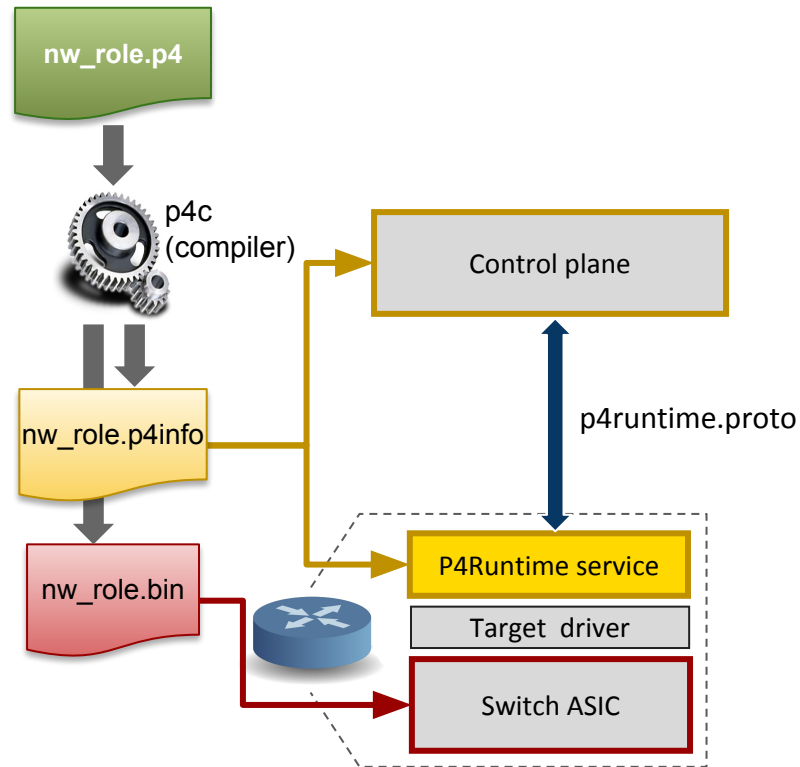 nw_role.p4
p4c
(compiler)
Control plane
nw_role.p4info
p4runtime.proto
P4Runtime service
nw_role.bin
Target driver
Switch ASIC